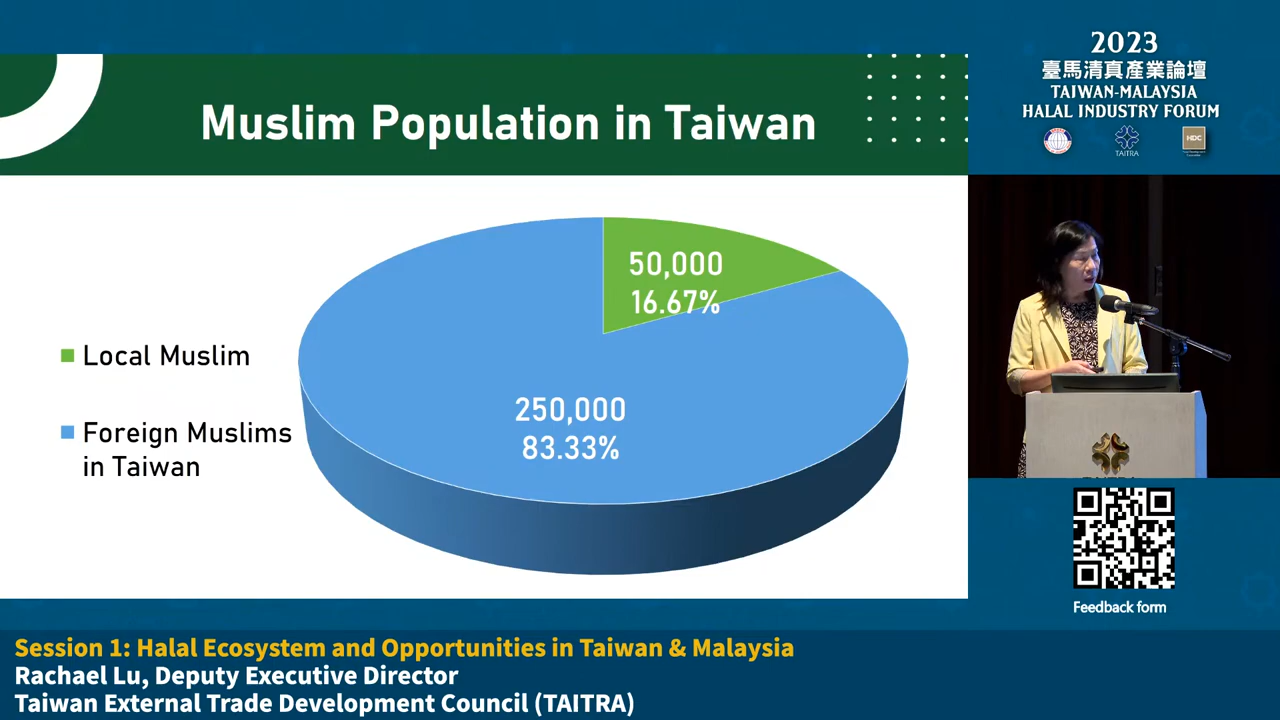 Muslim Population in Taiwan
50,000
16.67%
250,000
83.33%
Local Muslim
Foreign Muslims
in Taiwan
2023
臺馬清真產業論壇
TAIWAN-MALAYSIA
HALAL INDUSTRY FORUM
TAITRA
HDC
Feedback form
Session 1: Halal Ecosystem and Opportunities in Taiwan & Malaysia
Rachael Lu, Deputy Executive Director
Taiwan External Trade Development Council (TAITRA)